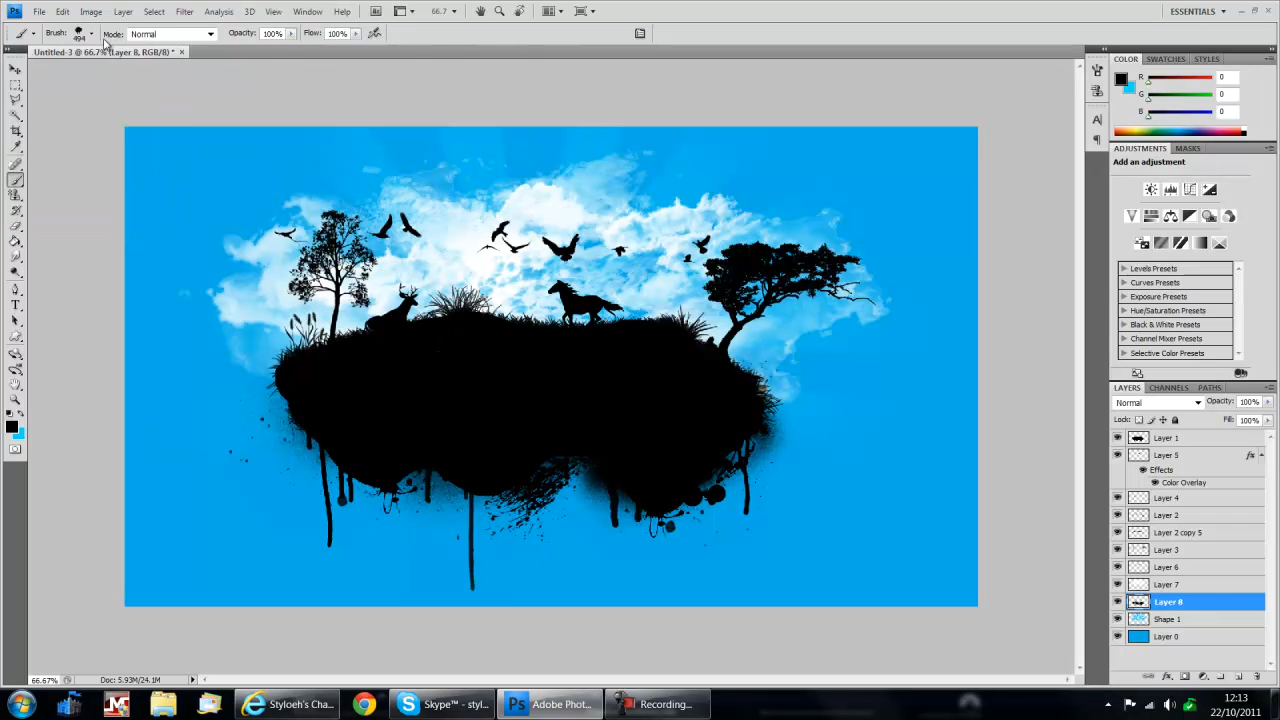 Ps File Edit Image Layer Select Filter Analysis 3D View Window Help 66.7 ESSENTIALS
Brush: 494 Mode: Normal Opacity: 100% Flow: 100%
Untitled-3 @ 66.7% (Layer 8, RGB/8) *
COLOR SWATCHES STYLES
R 0
G 0
B 0
ADJUSTMENTS MASKS
Add an adjustment
Levels Presets
Curves Presets
Exposure Presets
Hue/Saturation Presets
Black & White Presets
Channel Mixer Presets
Selective Color Presets
LAYERS CHANNELS PATHS
Normal Opacity: 100%
Lock: Fill: 100%
Layer 1
Layer 5 fx
Effects
Color Overlay
Layer 4
Layer 2
Layer 2 copy 5
Layer 3
Layer 6
Layer 7
Layer 8
Shape 1
Layer 0
66.67% Doc: 5.93M/24.1M
Styloeh's Cha... Skype™ - styl... Ps Adobe Phot... Recording... 12:13
22/10/2011